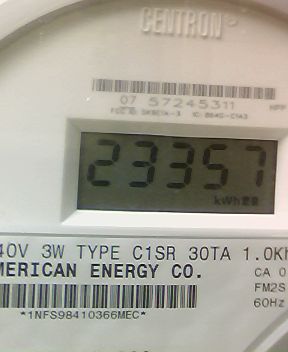 CENTRON
07 57245311
23357
kWh
40V 3W TYPE C1SR 30TA 1.0Kh
MERICAN ENERGY CO.
CA 0
FM2S
60Hz
*1NFS98410366MEC*